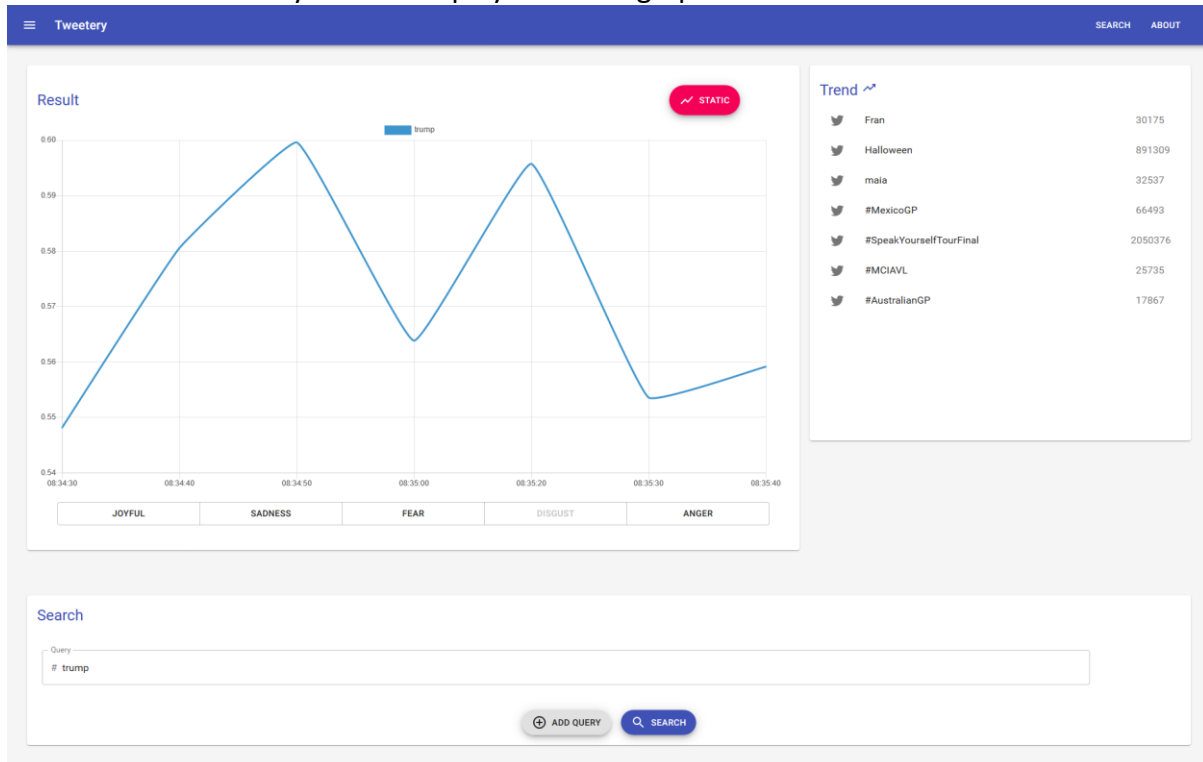 Tweetery
SEARCH ABOUT
Result
STATIC
trump
0.60
0.59
0.58
0.57
0.56
0.55
0.54
08:34:30 08:34:40 08:34:50 08:35:00 08:35:20 08:35:30 08:35:40
JOYFUL SADNESS FEAR DISGUST ANGER
Trend
Fran 30175
Halloween 891309
maia 32537
#MexicoGP 66493
#SpeakYourselfTourFinal 2050376
#MCIAVL 25735
#AustralianGP 17867
Search
Query
# trump
ADD QUERY SEARCH